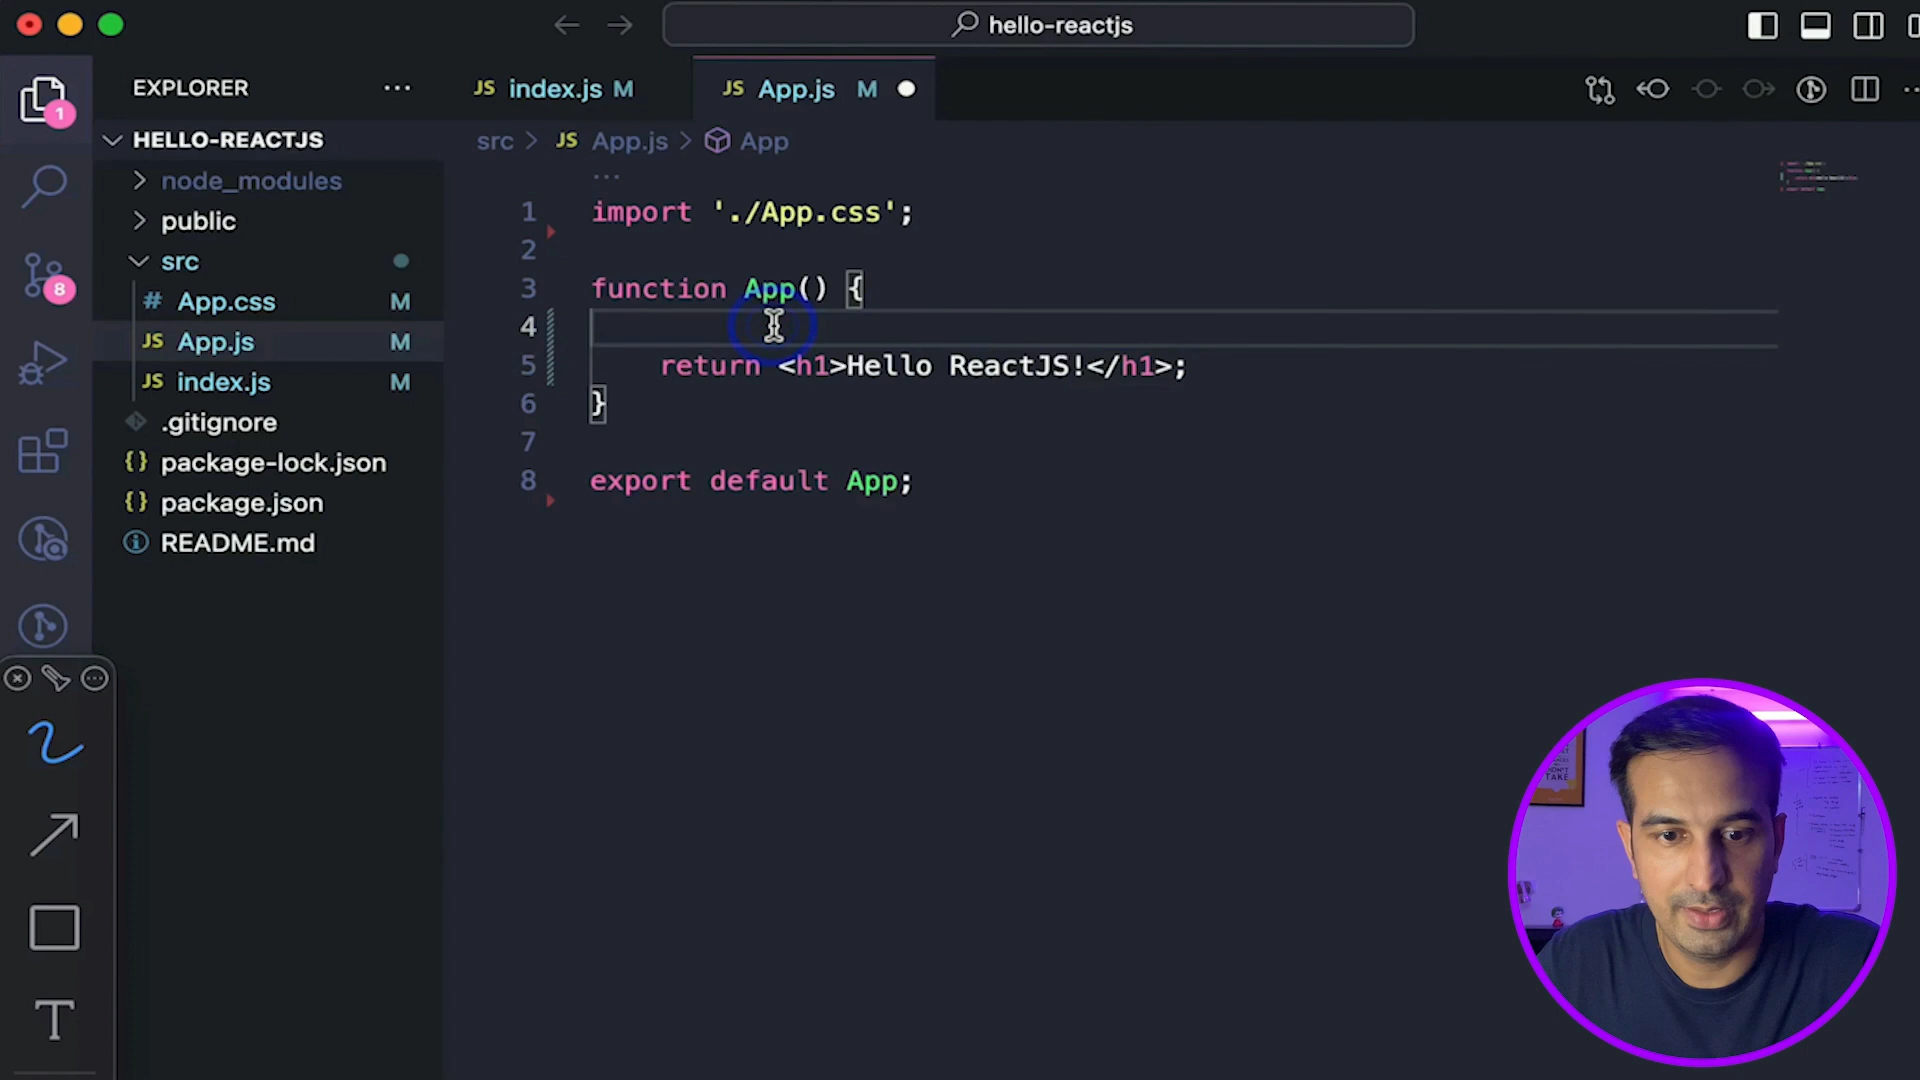 hello-reactjs
EXPLORER
JS index.js M
JS App.js M
1
HELLO-REACTJS
src > JS App.js > App
node_modules
public
src
# App.css M
JS App.js M
JS index.js M
.gitignore
{} package-lock.json
{} package.json
README.md
8
1 import './App.css';
2
3 function App() {
4
5 return <h1>Hello ReactJS!</h1>;
6 }
7
8 export default App;
T
DON'T
TAKE